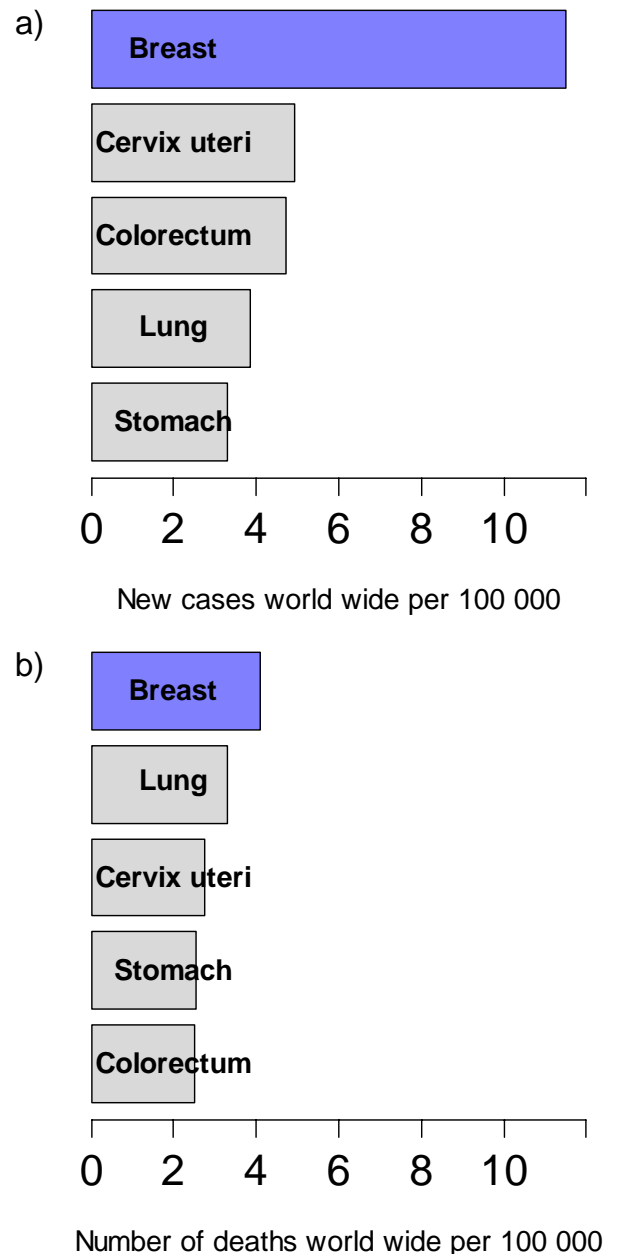 a)
Breast
Cervix uteri
Colorectum
Lung
Stomach
0 2 4 6 8 10
New cases world wide per 100 000
b)
Breast
Lung
Cervix uteri
Stomach
Colorectum
0 2 4 6 8 10
Number of deaths world wide per 100 000